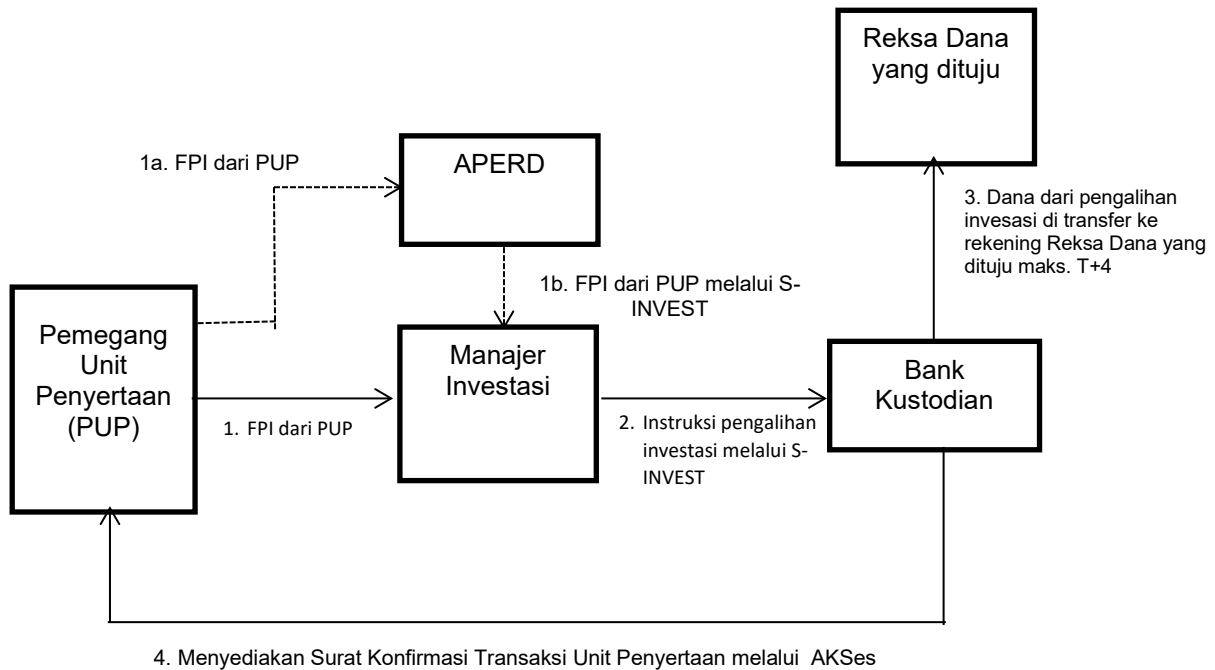 Reksa Dana
yang dituju
1a. FPI dari PUP
APERD
3. Dana dari pengalihan
invesasi di transfer ke
rekening Reksa Dana yang
dituju maks. T+4
1b. FPI dari PUP melalui S-
INVEST
Pemegang
Unit
Penyertaan
(PUP)
Manajer
Investasi
Bank
Kustodian
1. FPI dari PUP
2. Instruksi pengalihan
investasi melalui S-
INVEST
4. Menyediakan Surat Konfirmasi Transaksi Unit Penyertaan melalui AKSes